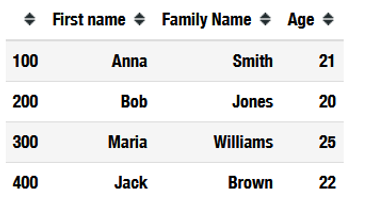 First name Family Name Age
100 Anna Smith 21
200 Bob Jones 20
300 Maria Williams 25
400 Jack Brown 22